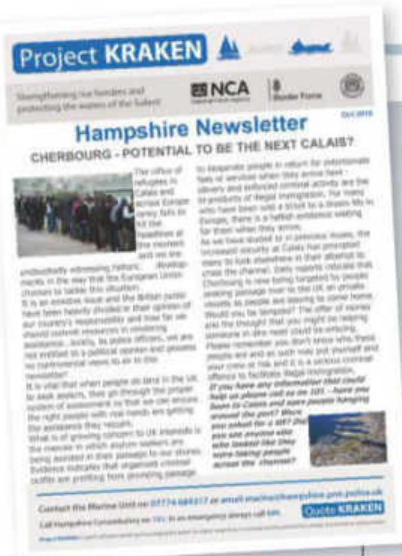 Project KRAKEN
Strengthening our borders and
protecting the waters of the Solent
NCA
National Crime Agency
Border Force
Hampshire Newsletter
CHERBOURG - POTENTIAL TO BE THE NEXT CALAIS?
The influx of
refugees in
Calais and
across Europe
rarely fails to
hit the
headlines at
the moment
and we are
undoubtedly witnessing historic develop-
ments in the way that the European Union
chooses to tackle this situation.
It is an emotive issue and the British public
have been heavily divided in their opinion of
our country's responsibility and how far we
should commit resources in rendering
assistance. locally, as police officers, we are
not entitled to a political opinion and promote
no controversial views to air in this
newsletter!
It is vital that when people do land in the UK
to seek asylum, they go through the proper
system of assessment so that we can ensure
the right people with real needs are getting
the assistance they require.
What is of growing concern to UK interests is
the manner in which asylum seekers are
being assisted in their passage to our shores.
Evidence indicates that organised criminal
outfits are profiting from providing passage
to desperate people in return for extortionate
fees or services when they arrive here -
slavery and enforced criminal activity are the
bi-products of illegal immigration. For many
who have been sold a ticket to a dream life in
Europe, there is a hellish existence waiting
for them when they arrive.
As we have alluded to in previous issues, the
increased security at Calais has prompted
many to look elsewhere in their attempt to
cross the channel. Daily reports indicate that
Cherbourg is now being targeted by people
seeking passage over to the UK on private
vessels as people are leaving to come home.
Would you be tempted? The offer of money
and the thought that you might be helping
someone in dire need could be enticing.
Please remember you don't know who these
people are and as such may put yourself and
your crew at risk and it is a serious criminal
offence to facilitate illegal immigration.
If you have any information that could
help us please call us on 101 - have you
been to Calais and seen people hanging
around the port? Were
you asked for a lift? Did
you see anyone who
who looked like they
were taking people
across the channel?
Contact the Marine Unit on 07774 or email marine@hampshire.pnn.police.uk
Call Hampshire Constabulary on 101. In an emergency always call 999.
Quote KRAKEN